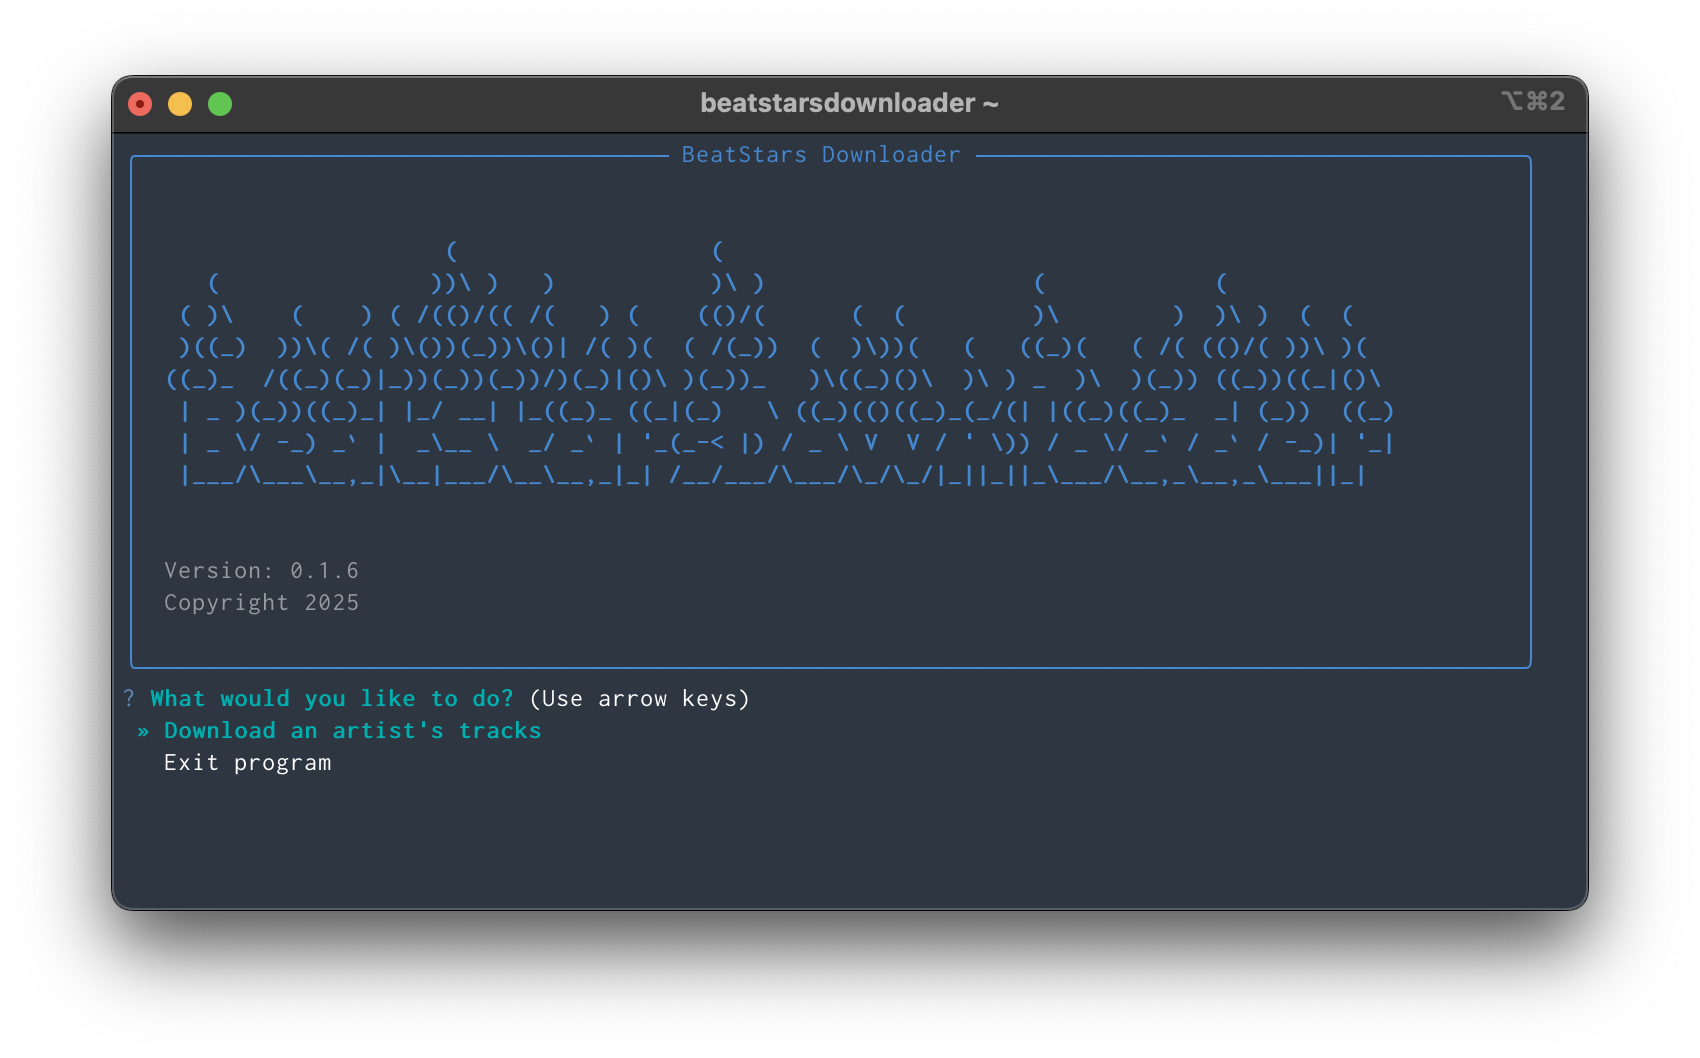 beatstarsdownloader ~
⌥⌘2
BeatStars Downloader
Version: 0.1.6
Copyright 2025
? What would you like to do? (Use arrow keys)
» Download an artist's tracks
Exit program